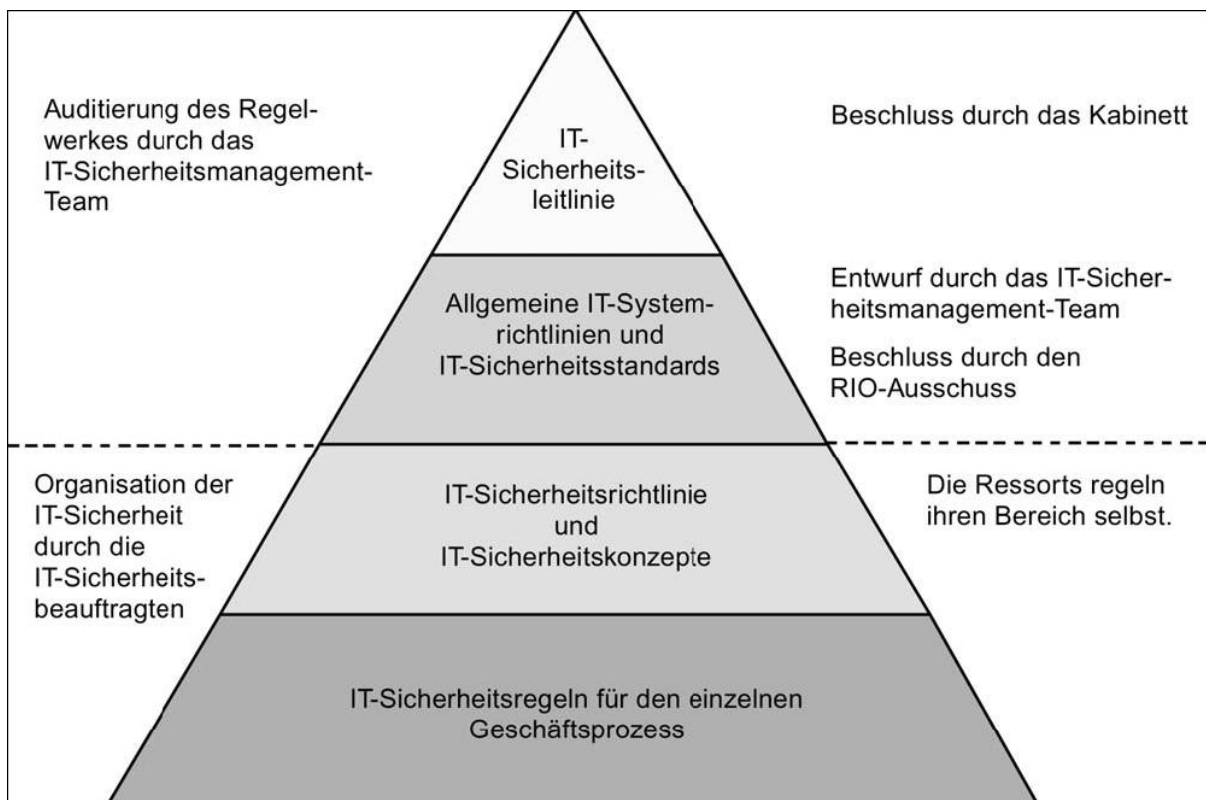 Auditierung des Regel-
werkes durch das
IT-Sicherheitsmanagement-
Team
IT-
Sicherheits-
leitlinie
Beschluss durch das Kabinett
Allgemeine IT-System-
richtlinien und
IT-Sicherheitsstandards
Entwurf durch das IT-Sicher-
heitsmanagement-Team
Beschluss durch den
RIO-Ausschuss
Organisation der
IT-Sicherheit
durch die
IT-Sicherheits-
beauftragten
IT-Sicherheitsrichtlinie
und
IT-Sicherheitskonzepte
Die Ressorts regeln
ihren Bereich selbst.
IT-Sicherheitsregeln für den einzelnen
Geschäftsprozess